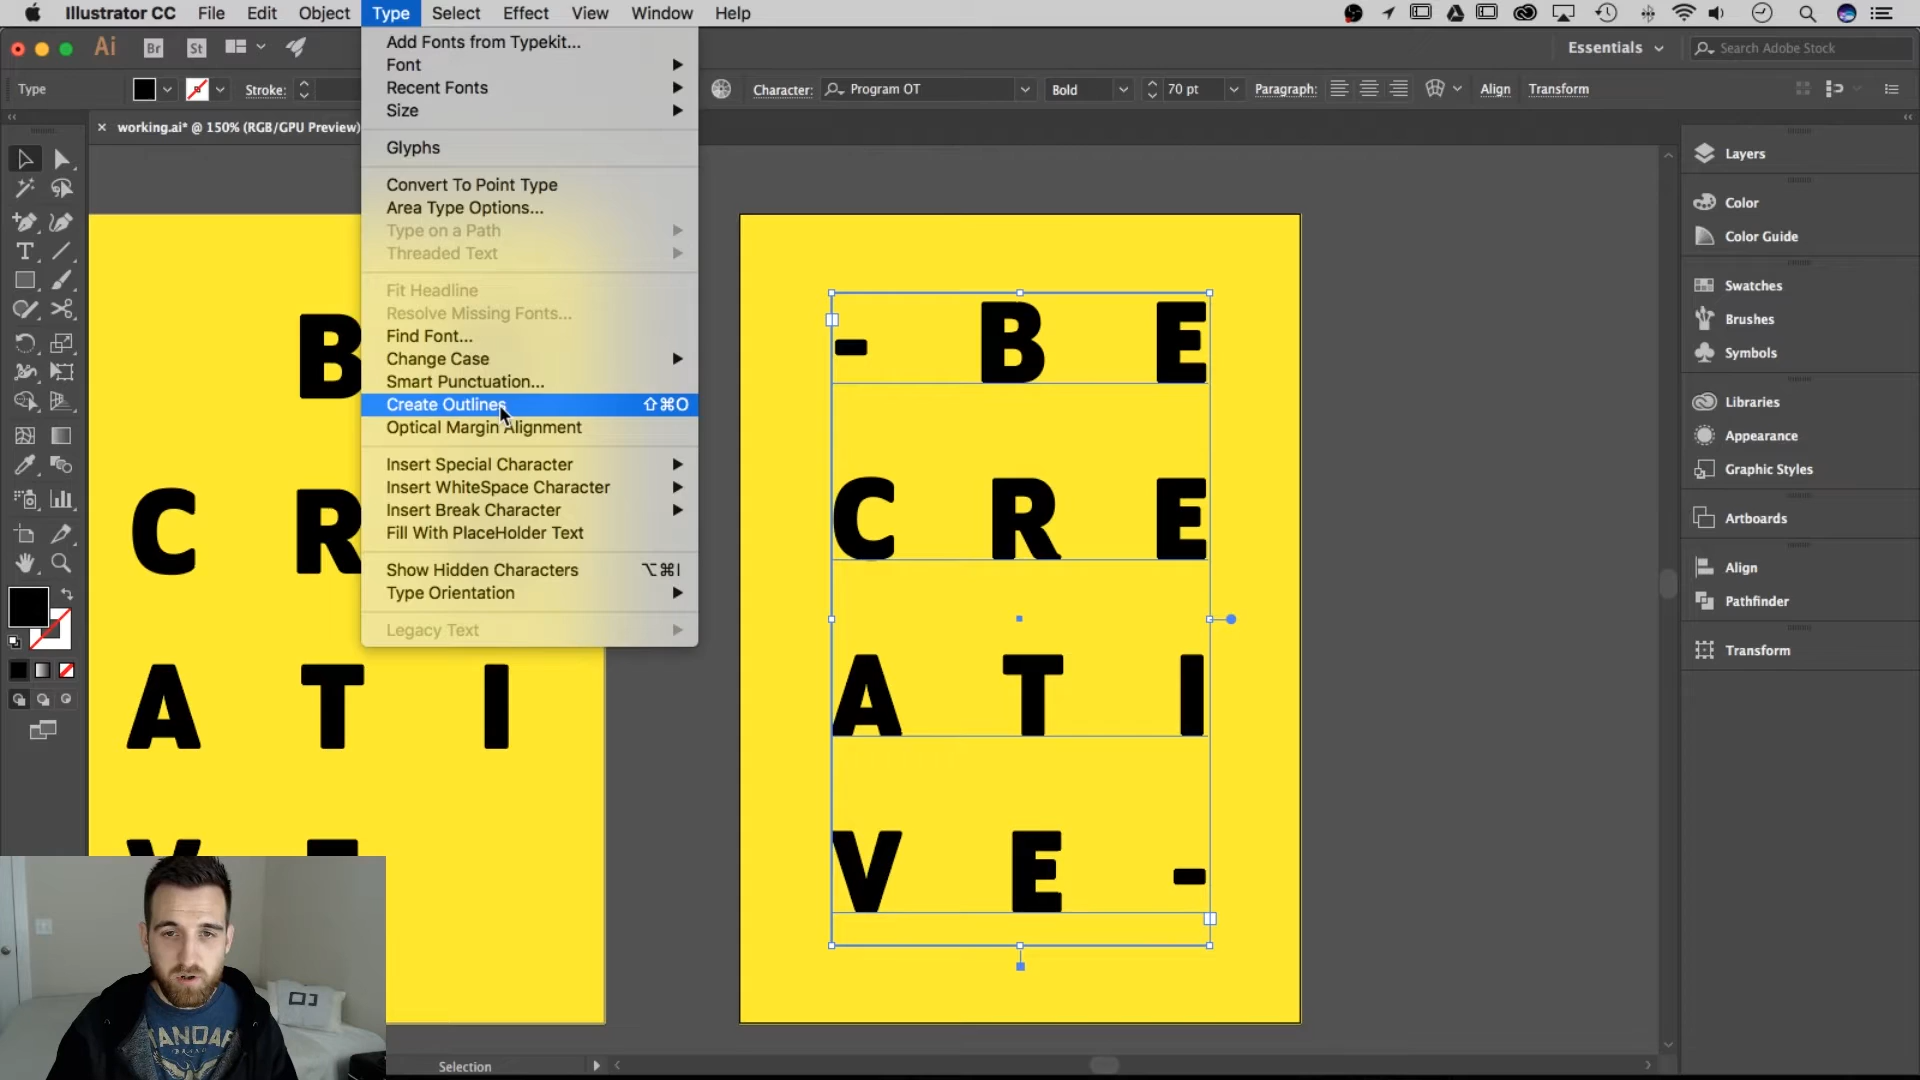 Illustrator CC File Edit Object Type Select Effect View Window Help
Ai Br St Essentials Search Adobe Stock
Type Stroke: Character: Program OT Bold 70 pt Paragraph: Align Transform
× working.ai* @ 150% (RGB/GPU Preview)
Add Fonts from Typekit...
Font
Recent Fonts
Size
Glyphs
Convert To Point Type
Area Type Options...
Type on a Path
Threaded Text
Fit Headline
Resolve Missing Fonts...
Find Font...
Change Case
Smart Punctuation...
Create Outlines ⇧⌘O
Optical Margin Alignment
Insert Special Character
Insert WhiteSpace Character
Insert Break Character
Fill With PlaceHolder Text
Show Hidden Characters ⌥⌘I
Type Orientation
Legacy Text
B
C R
A T I
V E
- B E
C R E
A T I
V E -
Layers
Color
Color Guide
Swatches
Brushes
Symbols
Libraries
Appearance
Graphic Styles
Artboards
Align
Pathfinder
Transform
Selection